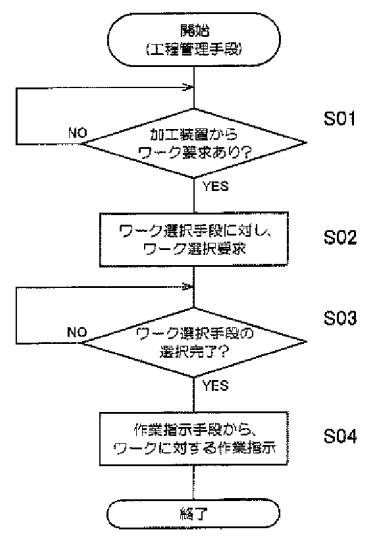 開始
(工程管理手段)
加工装置から
ワーク要求あり?
S01
NO
YES
ワーク選択手段に対し、
ワーク選択要求
S02
ワーク選択手段の
選択完了?
S03
NO
YES
作業指示手段から、
ワークに対する作業指示
S04
終了